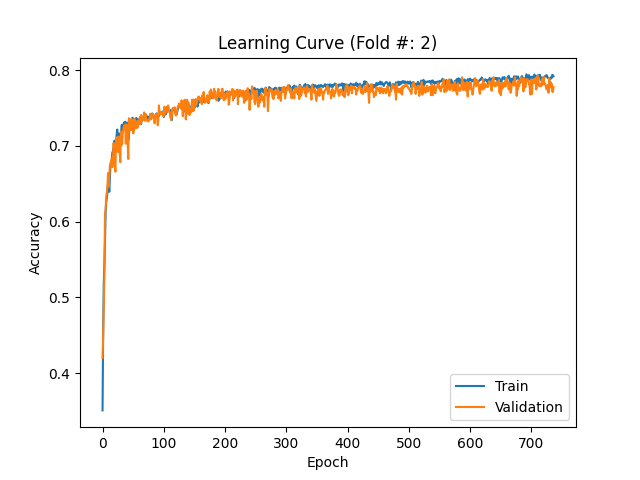 Learning Curve (Fold #: 2)
0.8
0.7
0.6
0.5
0.4
Accuracy
0 100 200 300 400 500 600 700
Epoch
Train
Validation